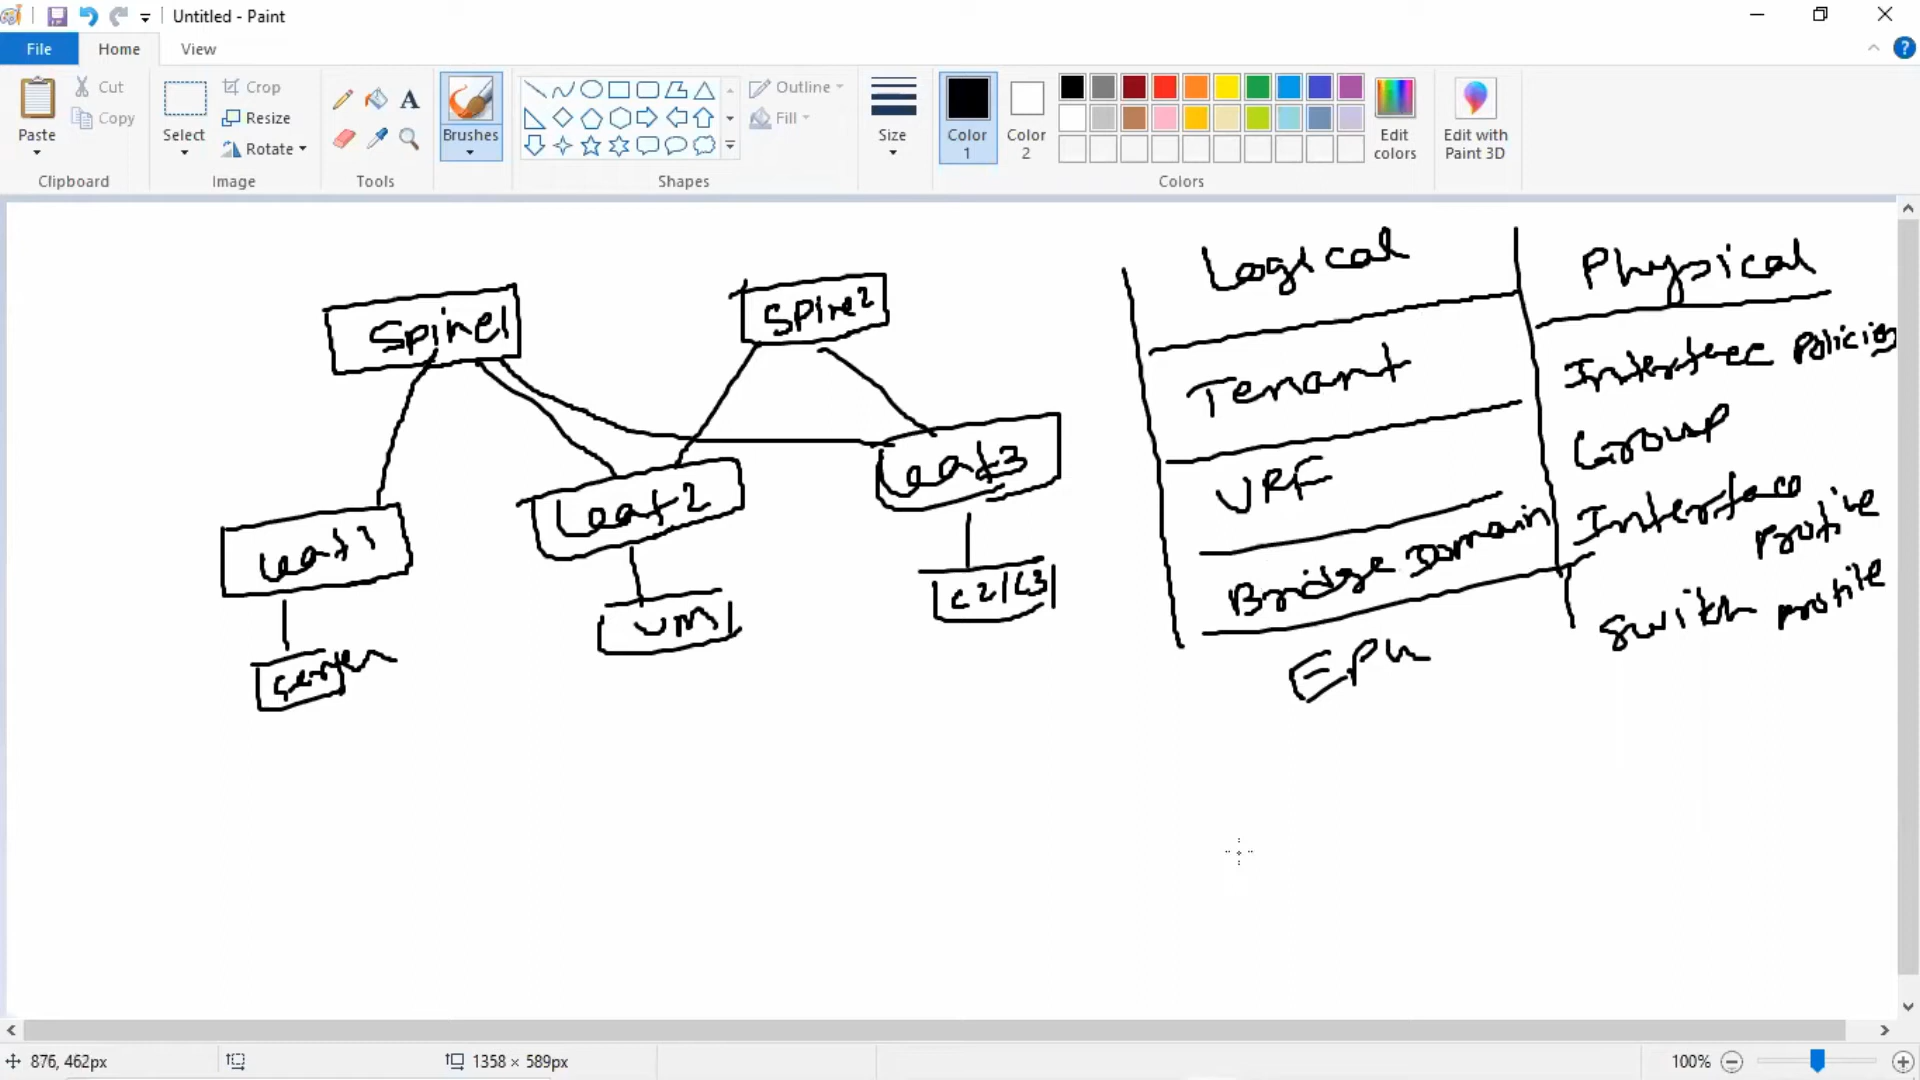 Untitled - Paint
File Home View
Paste
Cut
Copy
Clipboard
Select
Crop
Resize
Rotate
Image
Tools
Brushes
Shapes
Outline
Fill
Size
Color 1
Color 2
Colors
Edit colors
Edit with Paint 3D
Spine1
Spine2
Leaf1
Leaf2
Leaf3
Server
VM
L2/L3
Logical
Physical
Tenant
VRF
Bridge Domain
EPG
Interface Policies
Group
Interface
Profile
Switch profile
876, 462px
1358 × 589px
100%